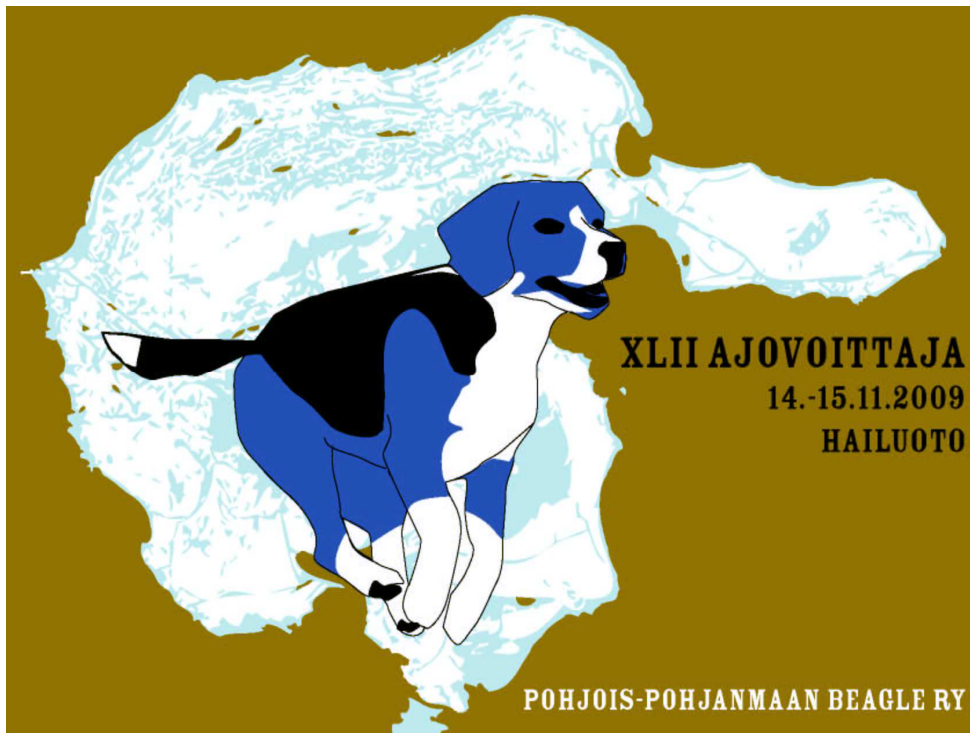 XLII AJOVOITTAJA
14.-15.11.2009
HAILUOTO
POHJOIS-POHJANMAAN BEAGLE RY